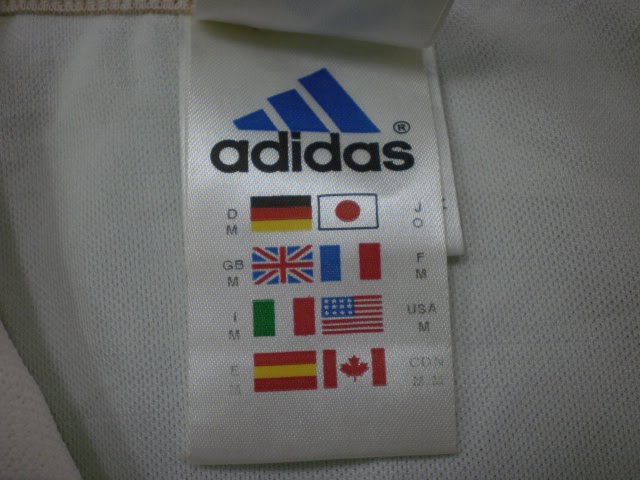 adidas ®
D J
M O
GB F
M M
I USA
M M
E CDN
M M